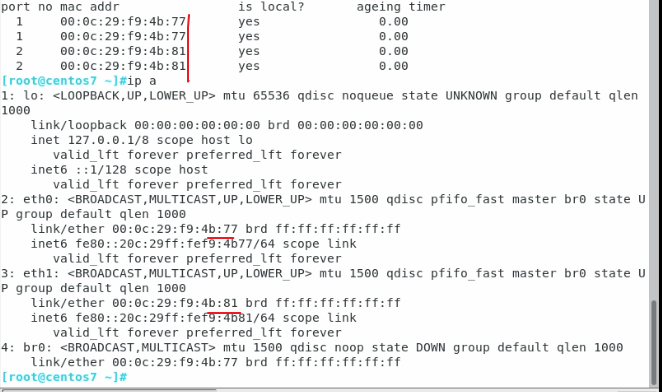 port no mac addr                is local?       ageing timer
  1     00:0c:29:f9:4b:77       yes                0.00
  1     00:0c:29:f9:4b:77       yes                0.00
  2     00:0c:29:f9:4b:81       yes                0.00
  2     00:0c:29:f9:4b:81       yes                0.00
[root@centos7 ~]#ip a
1: lo: <LOOPBACK,UP,LOWER_UP> mtu 65536 qdisc noqueue state UNKNOWN group default qlen
1000
    link/loopback 00:00:00:00:00:00 brd 00:00:00:00:00:00
    inet 127.0.0.1/8 scope host lo
       valid_lft forever preferred_lft forever
    inet6 ::1/128 scope host
       valid_lft forever preferred_lft forever
2: eth0: <BROADCAST,MULTICAST,UP,LOWER_UP> mtu 1500 qdisc pfifo_fast master br0 state U
P group default qlen 1000
    link/ether 00:0c:29:f9:4b:77 brd ff:ff:ff:ff:ff:ff
    inet6 fe80::20c:29ff:fef9:4b77/64 scope link
       valid_lft forever preferred_lft forever
3: eth1: <BROADCAST,MULTICAST,UP,LOWER_UP> mtu 1500 qdisc pfifo_fast master br0 state U
P group default qlen 1000
    link/ether 00:0c:29:f9:4b:81 brd ff:ff:ff:ff:ff:ff
    inet6 fe80::20c:29ff:fef9:4b81/64 scope link
       valid_lft forever preferred_lft forever
4: br0: <BROADCAST,MULTICAST> mtu 1500 qdisc noop state DOWN group default qlen 1000
    link/ether 00:0c:29:f9:4b:77 brd ff:ff:ff:ff:ff:ff
[root@centos7 ~]#